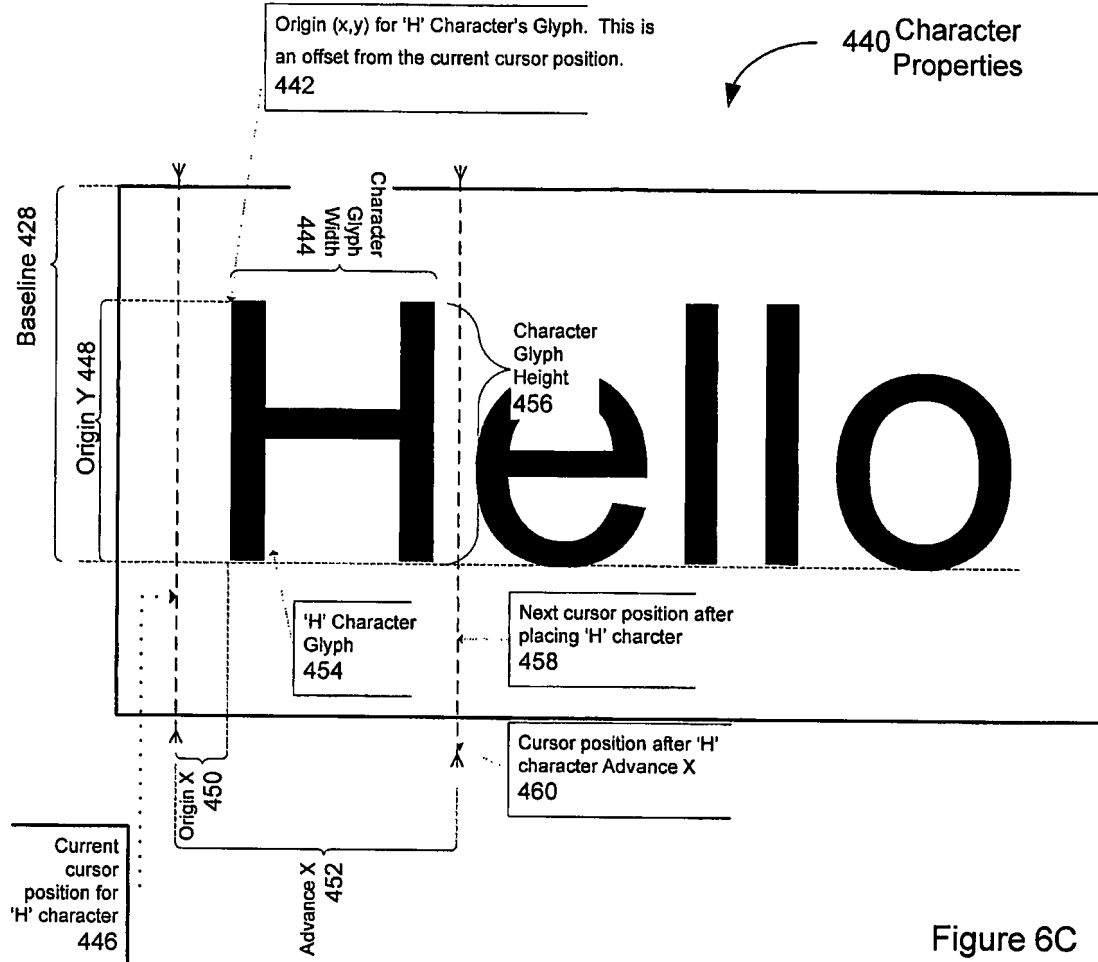 Origin (x,y) for 'H' Character's Glyph. This is
an offset from the current cursor position.
442
440 Character
Properties
Baseline 428
Origin Y 448
Character
Glyph
Width
444
Character
Glyph
Height
456
Hello
'H' Character
Glyph
454
Next cursor position after
placing 'H' charcter
458
Cursor position after 'H'
character Advance X
460
Origin X
450
Advance X
452
Current
cursor
position for
'H' character
446
Figure 6C